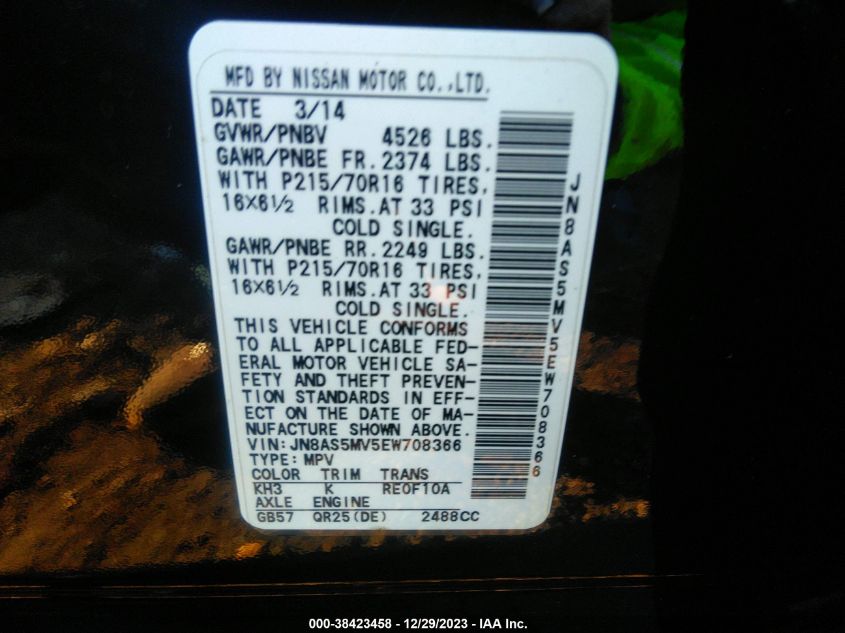 MFD BY NISSAN MOTOR CO.,LTD.
DATE 3/14
GVWR/PNBV 4526 LBS.
GAWR/PNBE FR. 2374 LBS.
WITH P215/70R16 TIRES,
16X6½ RIMS. AT 33 PSI
COLD SINGLE.
GAWR/PNBE RR. 2249 LBS.
WITH P215/70R16 TIRES,
16X6½ RIMS. AT 33 PSI
COLD SINGLE.
THIS VEHICLE CONFORMS
TO ALL APPLICABLE FED-
ERAL MOTOR VEHICLE SA-
FETY AND THEFT PREVEN-
TION STANDARDS IN EFF-
ECT ON THE DATE OF MA-
NUFACTURE SHOWN ABOVE.
VIN:JN8AS5MV5EW708366
TYPE:MPV
COLOR TRIM TRANS
KH3 K RE0F10A
AXLE ENGINE
GB57 QR25(DE) 2488CC
JN8AS5MV5EW708366
000-38423458 - 12/29/2023 - IAA Inc.